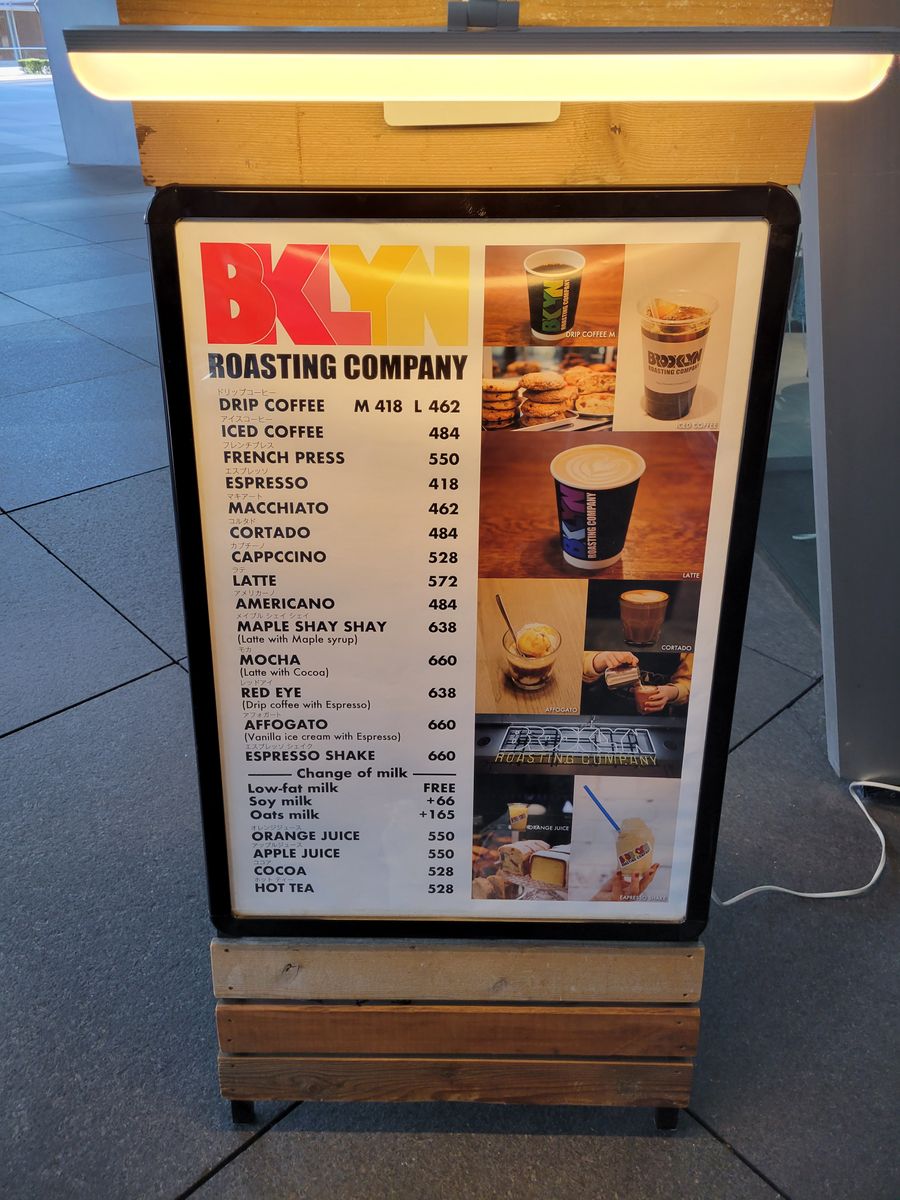 BKLYN
ROASTING COMPANY
ドリップコーヒー
DRIP COFFEE M 418 L 462
アイスコーヒー
ICED COFFEE 484
フレンチプレス
FRENCH PRESS 550
エスプレッソ
ESPRESSO 418
マキアート
MACCHIATO 462
コルタド
CORTADO 484
カプチーノ
CAPPCCINO 528
ラテ
LATTE 572
アメリカーノ
AMERICANO 484
メイプル シェイ シェイ
MAPLE SHAY SHAY 638
(Latte with Maple syrup)
モカ
MOCHA 660
(Latte with Cocoa)
レッドアイ
RED EYE 638
(Drip coffee with Espresso)
アフォガート
AFFOGATO 660
(Vanilla ice cream with Espresso)
エスプレッソ シェイク
ESPRESSO SHAKE 660
Change of milk
Low-fat milk FREE
Soy milk +66
Oats milk +165
オレンジジュース
ORANGE JUICE 550
アップルジュース
APPLE JUICE 550
ココア
COCOA 528
ホット ティー
HOT TEA 528
BKLYN
ROASTING COMPANY
DRIP COFFEE M
BROOKLYN
ROASTING COMPANY
ICED COFFEE
BKLYN
ROASTING COMPANY
LATTE
AFFOGATO
CORTADO
BROOKLYN
ROASTING COMPANY
ORANGE JUICE
BKLYN
ESPRESSO SHAKE